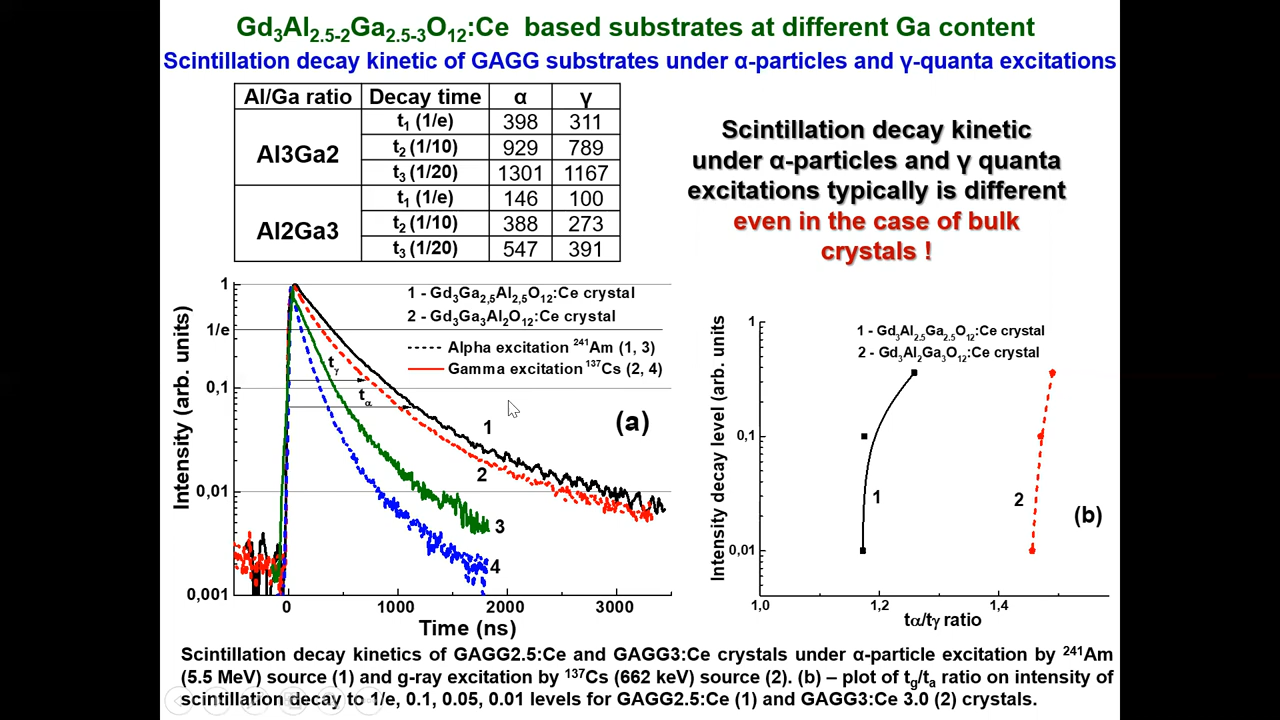 Gd3Al2.5-2Ga2.5-3O12:Ce based substrates at different Ga content
Scintillation decay kinetic of GAGG substrates under α-particles and γ-quanta excitations
Al/Ga ratio Decay time α γ
Al3Ga2 t1 (1/e) 398 311
t2 (1/10) 929 789
t3 (1/20) 1301 1167
Al2Ga3 t1 (1/e) 146 100
t2 (1/10) 388 273
t3 (1/20) 547 391
Scintillation decay kinetic
under α-particles and γ quanta
excitations typically is different
even in the case of bulk
crystals !
Intensity (arb. units)
1
1/e
0,1
0,01
0,001
1 - Gd3Ga2,5Al2,5O12:Ce crystal
2 - Gd3Ga3Al2O12:Ce crystal
Alpha excitation 241Am (1, 3)
Gamma excitation 137Cs (2, 4)
tγ
tα
(a)
1
2
3
4
0 1000 2000 3000
Time (ns)
Intensity decay level (arb. units)
1
0,1
0,01
1 - Gd3Al2.5Ga2.5O12:Ce crystal
2 - Gd3Al2Ga3O12:Ce crystal
1
2
(b)
1,0 1,2 1,4
tα/tγ ratio
Scintillation decay kinetics of GAGG2.5:Ce and GAGG3:Ce crystals under α-particle excitation by 241Am
(5.5 MeV) source (1) and g-ray excitation by 137Cs (662 keV) source (2). (b) – plot of tg/ta ratio on intensity of
scintillation decay to 1/e, 0.1, 0.05, 0.01 levels for GAGG2.5:Ce (1) and GAGG3:Ce 3.0 (2) crystals.